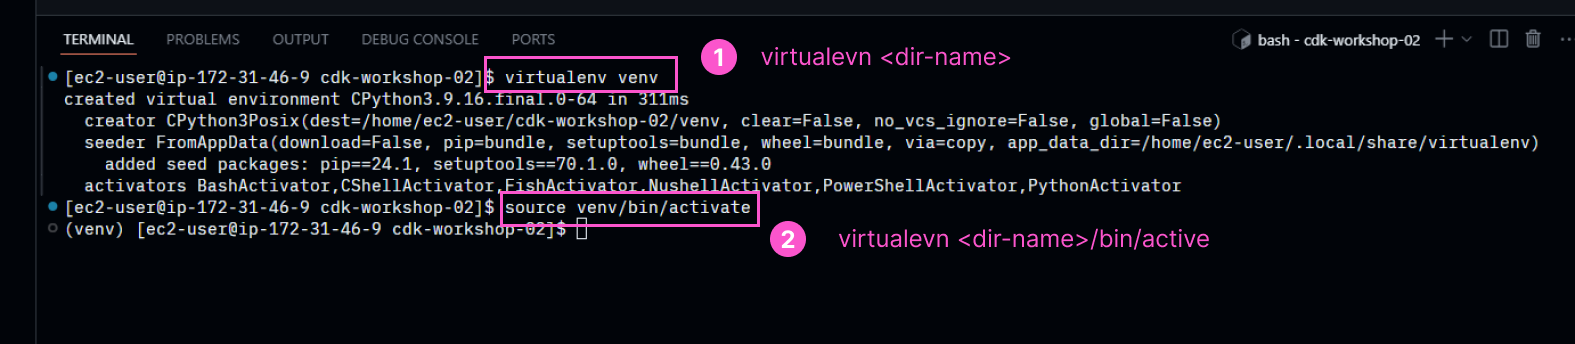 TERMINAL PROBLEMS OUTPUT DEBUG CONSOLE PORTS bash - cdk-workshop-02
[ec2-user@ip-172-31-46-9 cdk-workshop-02]$ virtualenv venv
1 virtualevn <dir-name>
created virtual environment CPython3.9.16.final.0-64 in 311ms
creator CPython3Posix(dest=/home/ec2-user/cdk-workshop-02/venv, clear=False, no_vcs_ignore=False, global=False)
seeder FromAppData(download=False, pip=bundle, setuptools=bundle, wheel=bundle, via=copy, app_data_dir=/home/ec2-user/.local/share/virtualenv)
added seed packages: pip==24.1, setuptools==70.1.0, wheel==0.43.0
activators BashActivator,CShellActivator,FishActivator,NushellActivator,PowerShellActivator,PythonActivator
[ec2-user@ip-172-31-46-9 cdk-workshop-02]$ source venv/bin/activate
(venv) [ec2-user@ip-172-31-46-9 cdk-workshop-02]$
2 virtualevn <dir-name>/bin/active